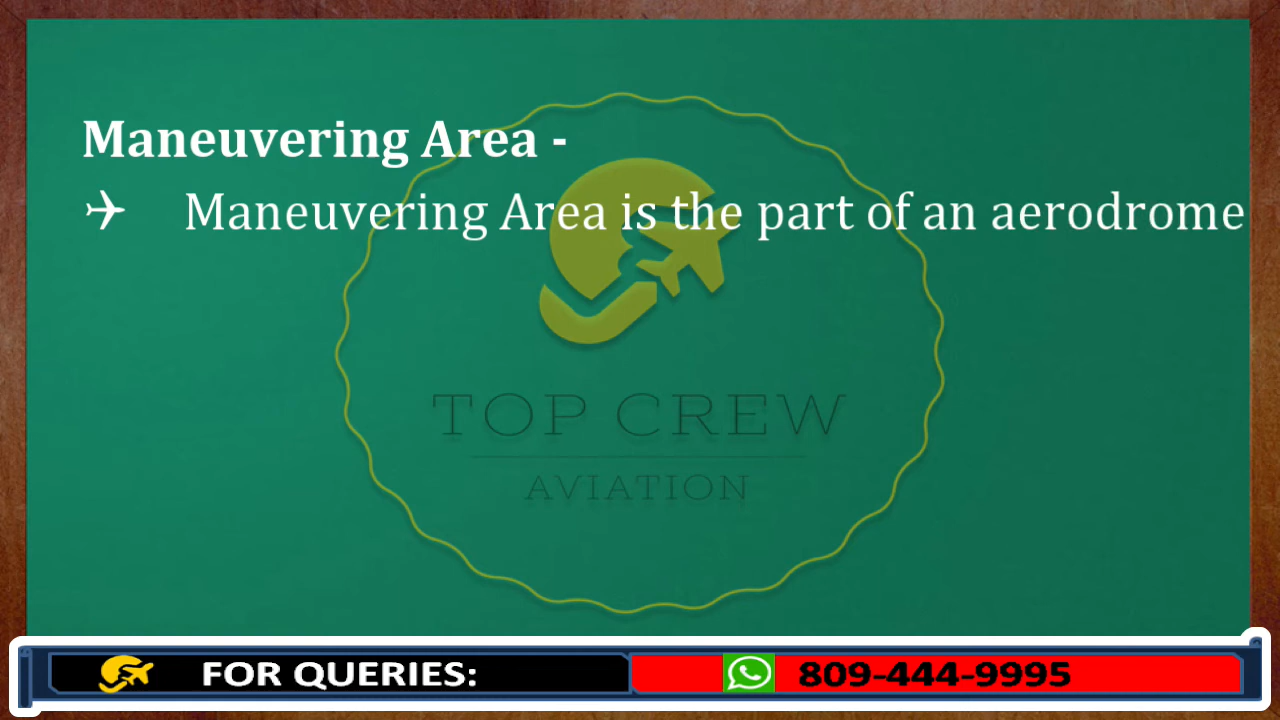 Maneuvering Area -
✈ Maneuvering Area is the part of an aerodrome
TOP CREW
AVIATION
FOR QUERIES: 809-444-9995